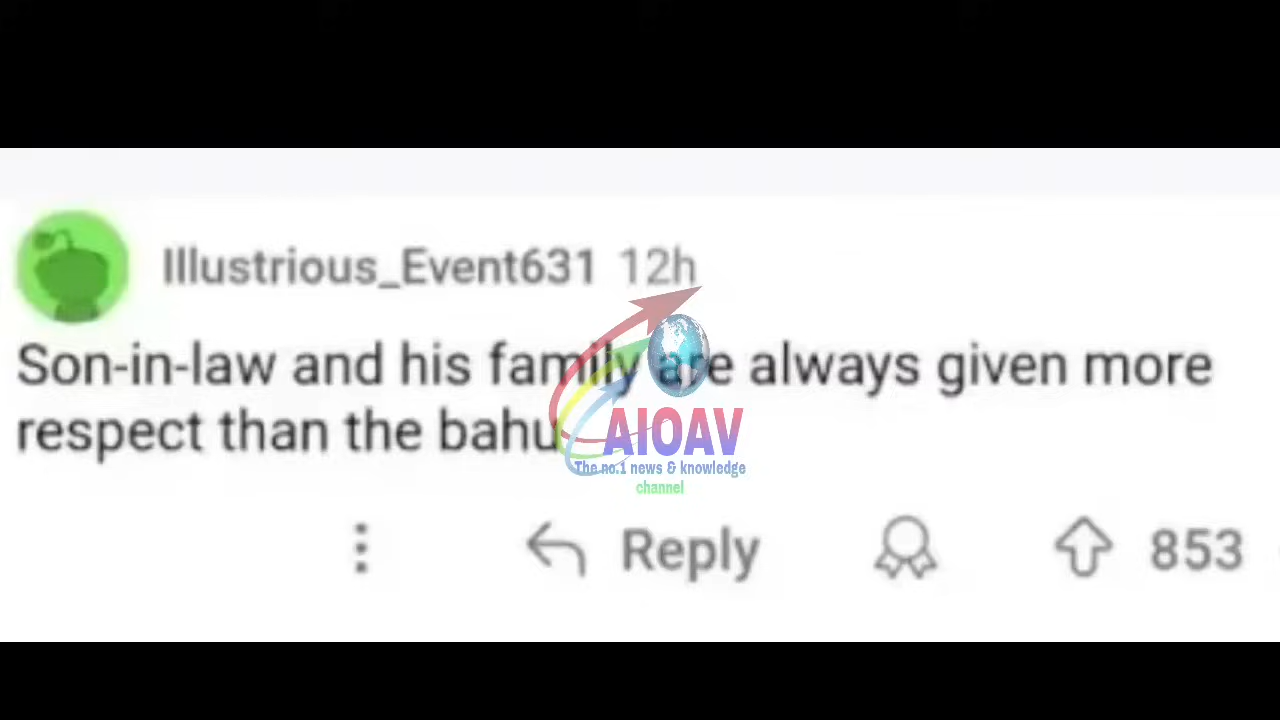 Illustrious_Event631 12h
Son-in-law and his family are always given more
respect than the bahu
AIOAV
The no.1 news & knowledge
channel
Reply
853